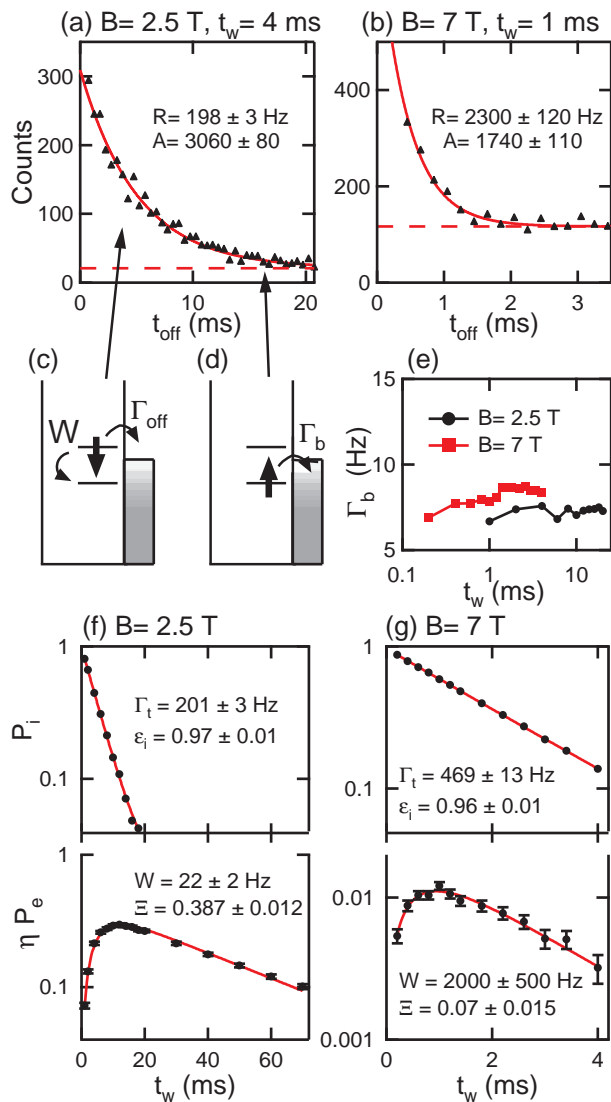 (a) B= 2.5 T, t_w= 4 ms
300
200
100
0
Counts
R= 198 ± 3 Hz
A= 3060 ± 80
0
10
20
t_off (ms)
(b) B= 7 T, t_w= 1 ms
400
200
0
R= 2300 ± 120 Hz
A= 1740 ± 110
0
1
2
3
t_off (ms)
(c)
W
Γ_off
(d)
Γ_b
(e)
15
10
5
Γ_b (Hz)
B= 2.5 T
B= 7 T
0.1
1
10
t_w (ms)
(f) B= 2.5 T
1
0.1
P_i
Γ_t = 201 ± 3 Hz
ε_i = 0.97 ± 0.01
1
0.1
η P_e
W = 22 ± 2 Hz
Ξ = 0.387 ± 0.012
0
20
40
60
t_w (ms)
(g) B= 7 T
1
0.1
Γ_t = 469 ± 13 Hz
ε_i = 0.96 ± 0.01
0.01
0.001
W = 2000 ± 500 Hz
Ξ = 0.07 ± 0.015
0
2
4
t_w (ms)